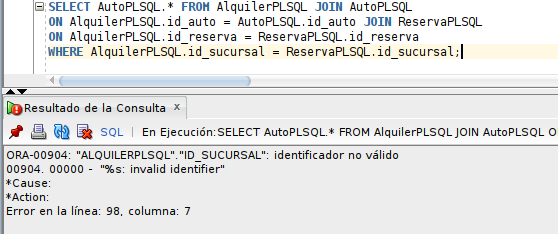 SELECT AutoPLSQL.* FROM AlquilerPLSQL JOIN AutoPLSQL
ON AlquilerPLSQL.id_auto = AutoPLSQL.id_auto JOIN ReservaPLSQL
ON AlquilerPLSQL.id_reserva = ReservaPLSQL.id_reserva
WHERE AlquilerPLSQL.id_sucursal = ReservaPLSQL.id_sucursal;
Resultado de la Consulta x
SQL | En Ejecución:SELECT AutoPLSQL.* FROM AlquilerPLSQL JOIN AutoPLSQL O
ORA-00904: "ALQUILERPLSQL"."ID_SUCURSAL": identificador no válido
00904. 00000 - "%s: invalid identifier"
*Cause:
*Action:
Error en la línea: 98, columna: 7